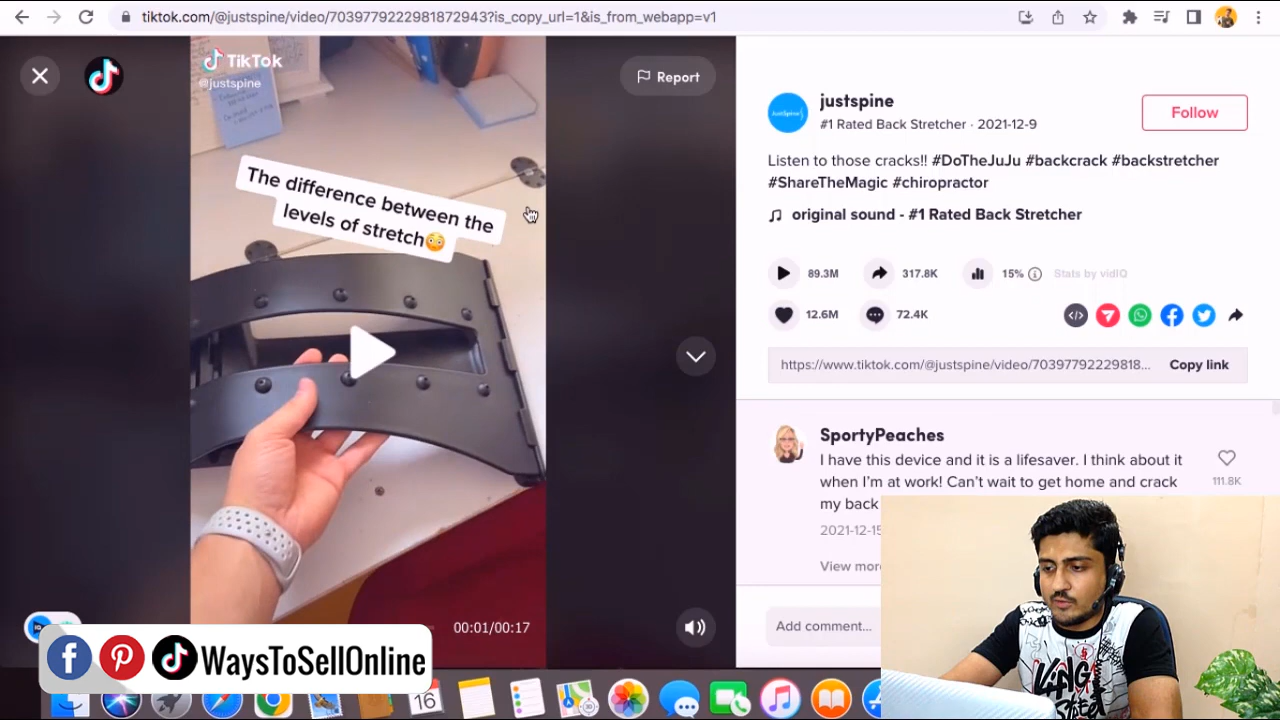 tiktok.com/@justspine/video/7039779222981872943?is_copy_url=1&is_from_webapp=v1
TikTok
@justspine
Report
The difference between the
levels of stretch😳
00:01/00:17
justspine
#1 Rated Back Stretcher · 2021-12-9
Follow
Listen to those cracks!! #DoTheJuJu #backcrack #backstretcher
#ShareTheMagic #chiropractor
original sound - #1 Rated Back Stretcher
89.3M 317.8K 15% Stats by vidIQ
12.6M 72.4K
https://www.tiktok.com/@justspine/video/70397792229818... Copy link
SportyPeaches
I have this device and it is a lifesaver. I think about it
when I'm at work! Can't wait to get home and crack
my back
111.8K
2021-12-15
View more
Add comment...
WaysToSellOnline
16